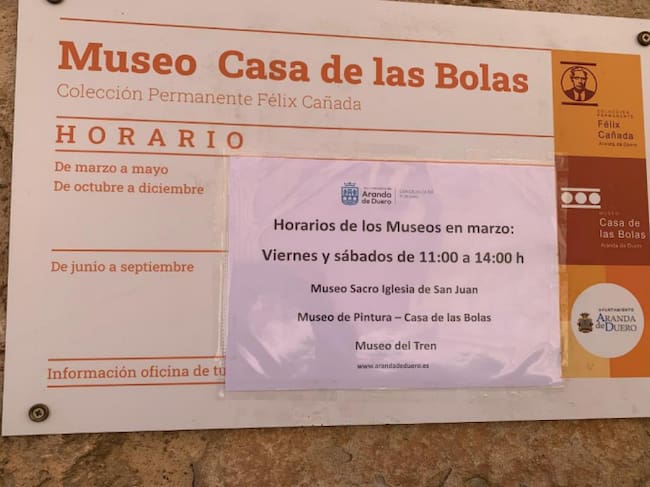 Museo Casa de las Bolas
Colección Permanente Félix Cañada
HORARIO
De marzo a mayo
De octubre a diciembre
De junio a septiembre
Información oficina de tu
Aranda
de Duero
Horarios de los Museos en marzo:
Viernes y sábados de 11:00 a 14:00 h
Museo Sacro Iglesia de San Juan
Museo de Pintura – Casa de las Bolas
Museo del Tren
www.arandadeduero.es
COLECCIÓN
PERMANENTE
Félix
Cañada
Aranda de Duero
MUSEO
Casa de
las Bolas
Aranda de Duero
AYUNTAMIENTO
ARANDA
DE DUERO